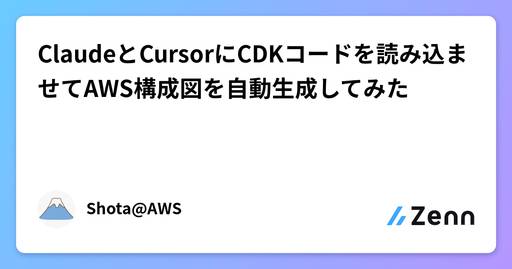 ClaudeとCursorにCDKコードを読み込ま
せてAWS構成図を自動生成してみた
Shota@AWS
Zenn